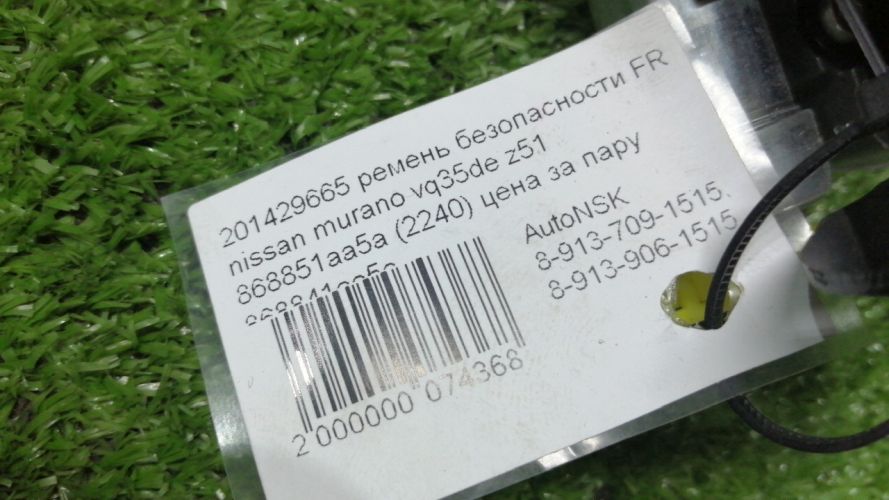 201429665 ремень безопасности FR
nissan murano vq35de z51
868851aa5a (2240) цена за пару
AutoNSK
8-913-709-1515,
8-913-906-1515
2 000000 074368